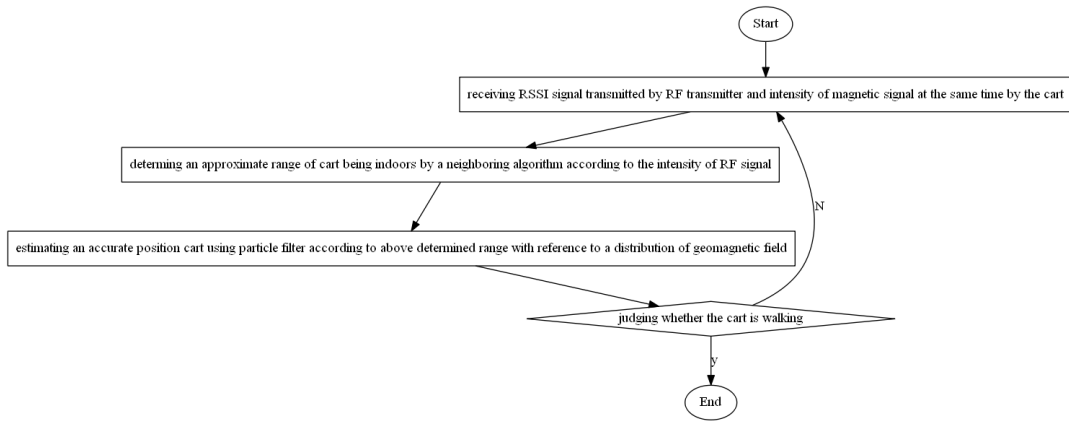 Start
receiving RSSI signal transmitted by RF transmitter and intensity of magnetic signal at the same time by the cart
determing an approximate range of cart being indoors by a neighboring algorithm according to the intensity of RF signal
N
estimating an accurate position cart using particle filter according to above determined range with reference to a distribution of geomagnetic field
judging whether the cart is walking
y
End